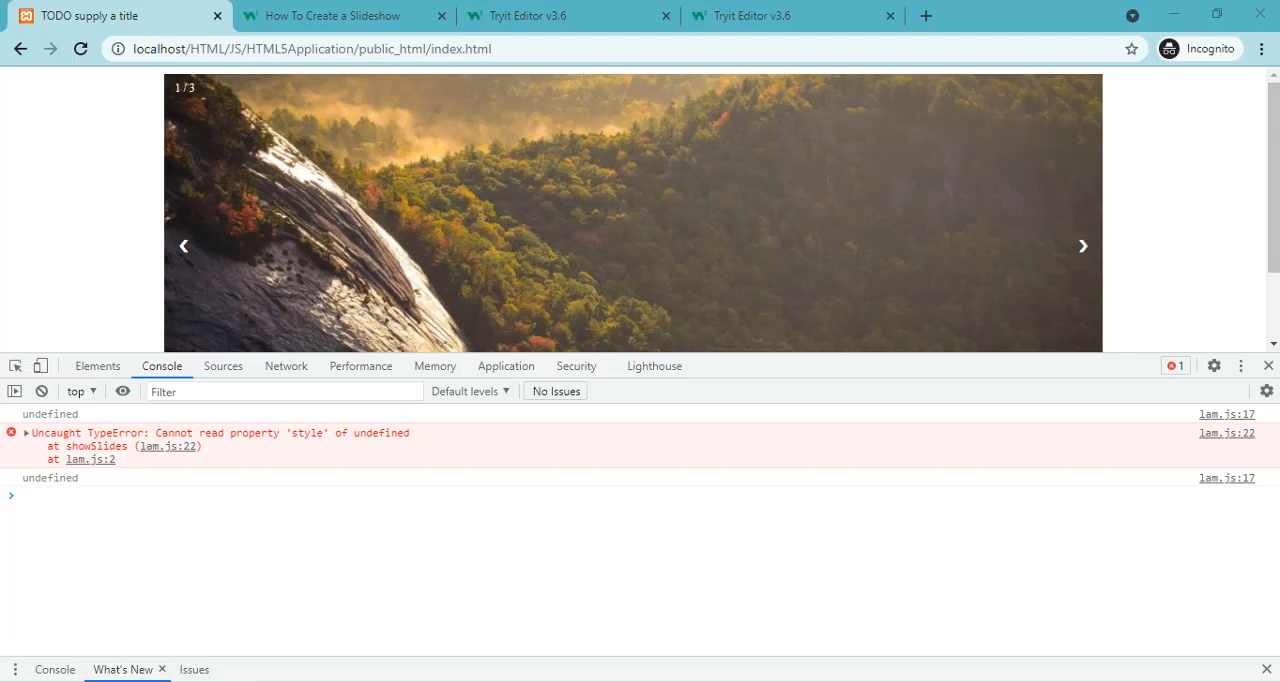 TODO supply a title
How To Create a Slideshow
Tryit Editor v3.6
Tryit Editor v3.6
localhost/HTML/JS/HTML5Application/public_html/index.html
Incognito
1 / 3
❮ ❯
Elements Console Sources Network Performance Memory Application Security Lighthouse 1
top ▼ Filter Default levels ▼ No Issues
undefined lam.js:17
Uncaught TypeError: Cannot read property 'style' of undefined lam.js:22
at showSlides (lam.js:22)
at lam.js:2
undefined lam.js:17
Console What's New Issues